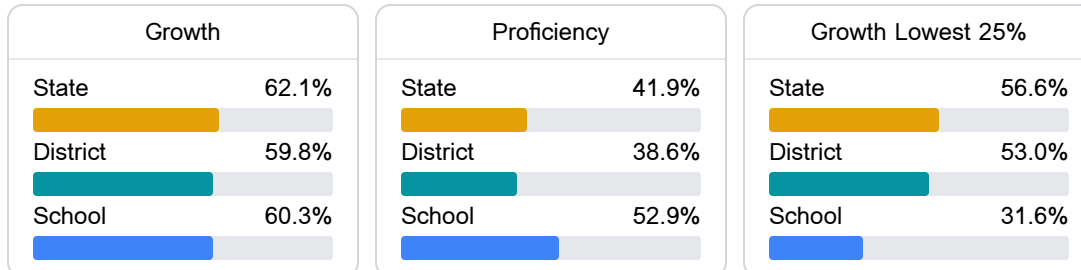 Growth
State 62.1%
District 59.8%
School 60.3%
Proficiency
State 41.9%
District 38.6%
School 52.9%
Growth Lowest 25%
State 56.6%
District 53.0%
School 31.6%